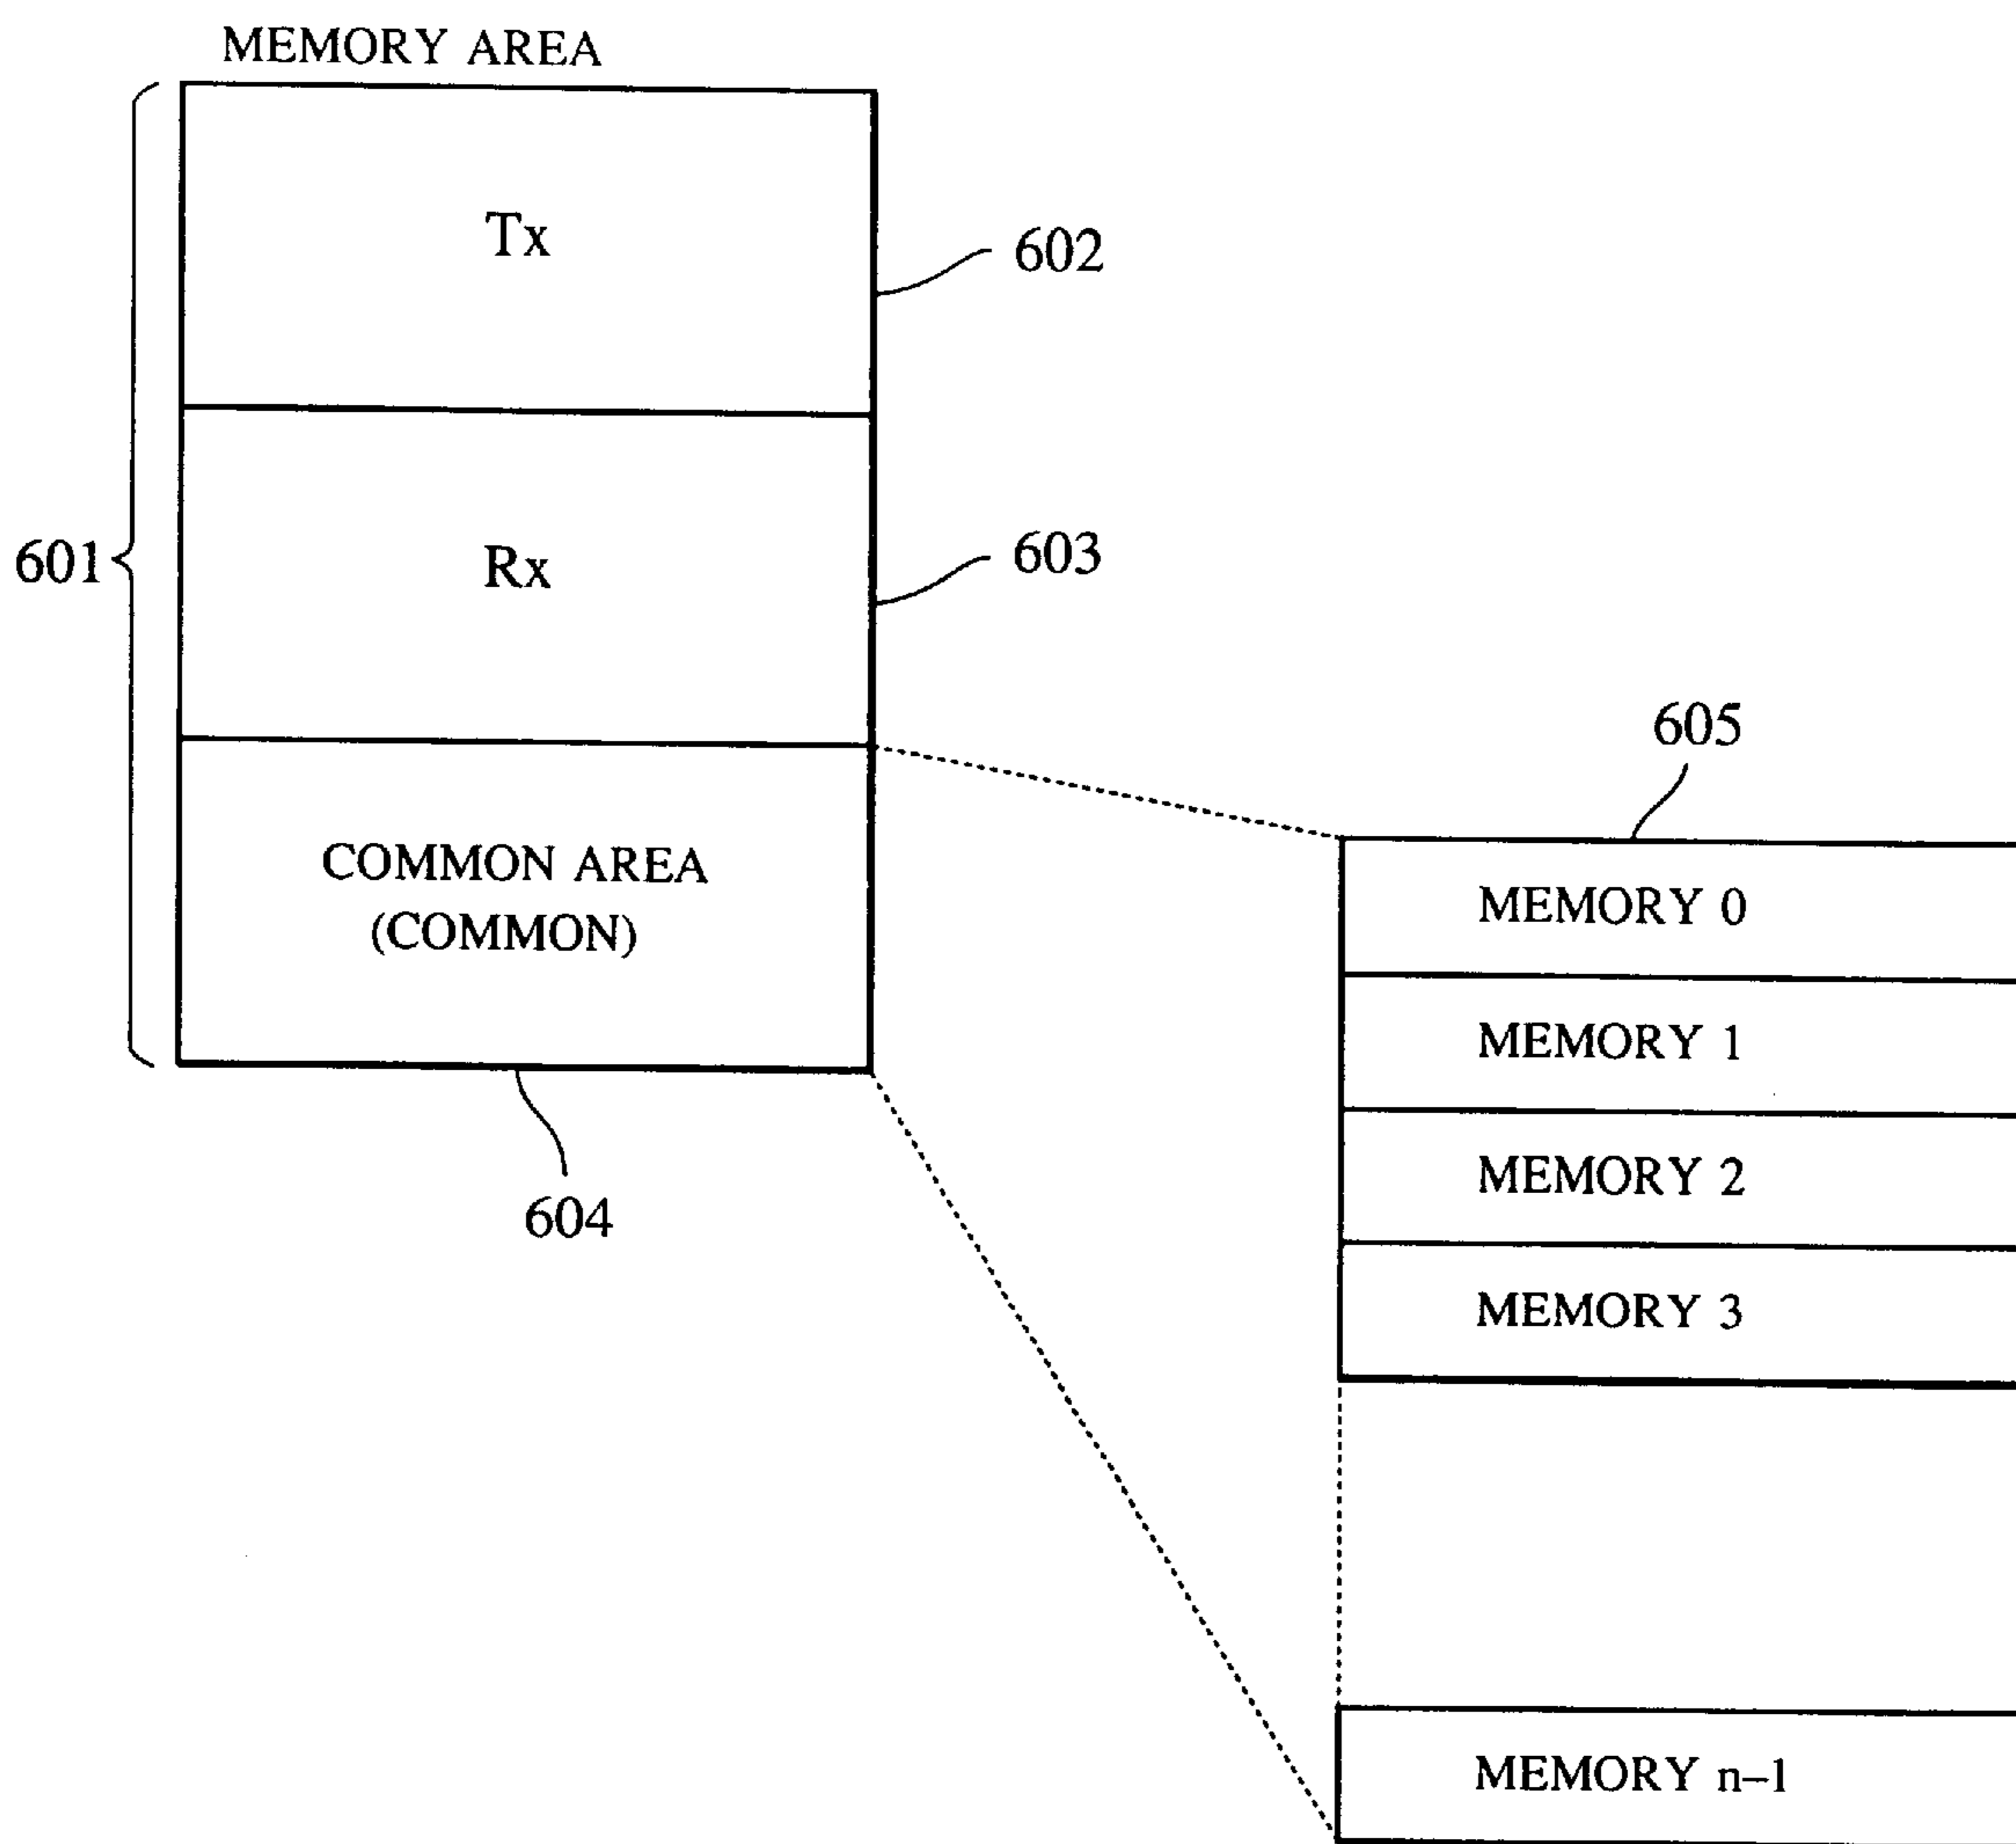 MEMORY AREA
Tx
602
601
Rx
603
COMMON AREA
(COMMON)
604
605
MEMORY 0
MEMORY 1
MEMORY 2
MEMORY 3
MEMORY n–1